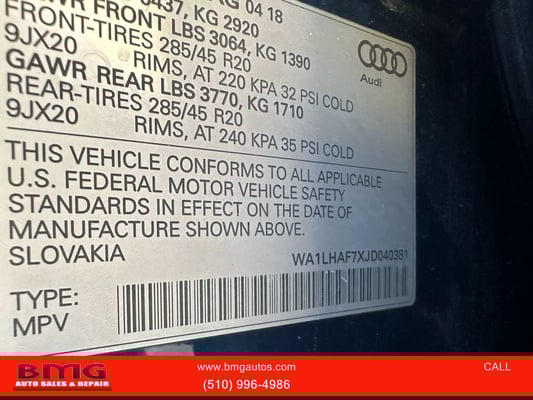 04 18
KG 2920
FRONT LBS 3064, KG 1390
FRONT-TIRES 285/45 R20
9JX20 RIMS, AT 220 KPA 32 PSI COLD
GAWR REAR LBS 3770, KG 1710
REAR-TIRES 285/45 R20
9JX20 RIMS, AT 240 KPA 35 PSI COLD
Audi
THIS VEHICLE CONFORMS TO ALL APPLICABLE
U.S. FEDERAL MOTOR VEHICLE SAFETY
STANDARDS IN EFFECT ON THE DATE OF
MANUFACTURE SHOWN ABOVE.
SLOVAKIA WA1LHAF7XJD040381
TYPE:
MPV
BMG
AUTO SALES & REPAIR
www.bmgautos.com
(510) 996-4986
CALL